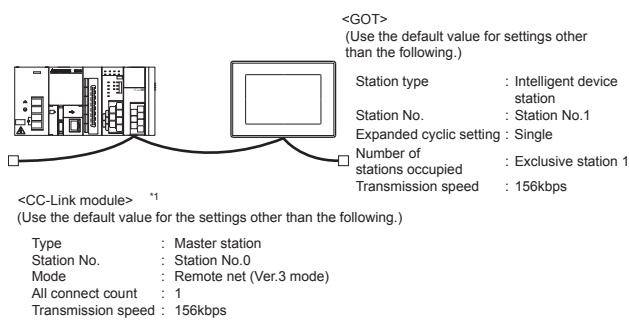 <GOT>
(Use the default value for settings other
than the following.)
Station type : Intelligent device
station
Station No. : Station No.1
Expanded cyclic setting : Single
Number of
stations occupied : Exclusive station 1
Transmission speed : 156kbps
<CC-Link module> *1
(Use the default value for the settings other than the following.)
Type : Master station
Station No. : Station No.0
Mode : Remote net (Ver.3 mode)
All connect count : 1
Transmission speed : 156kbps